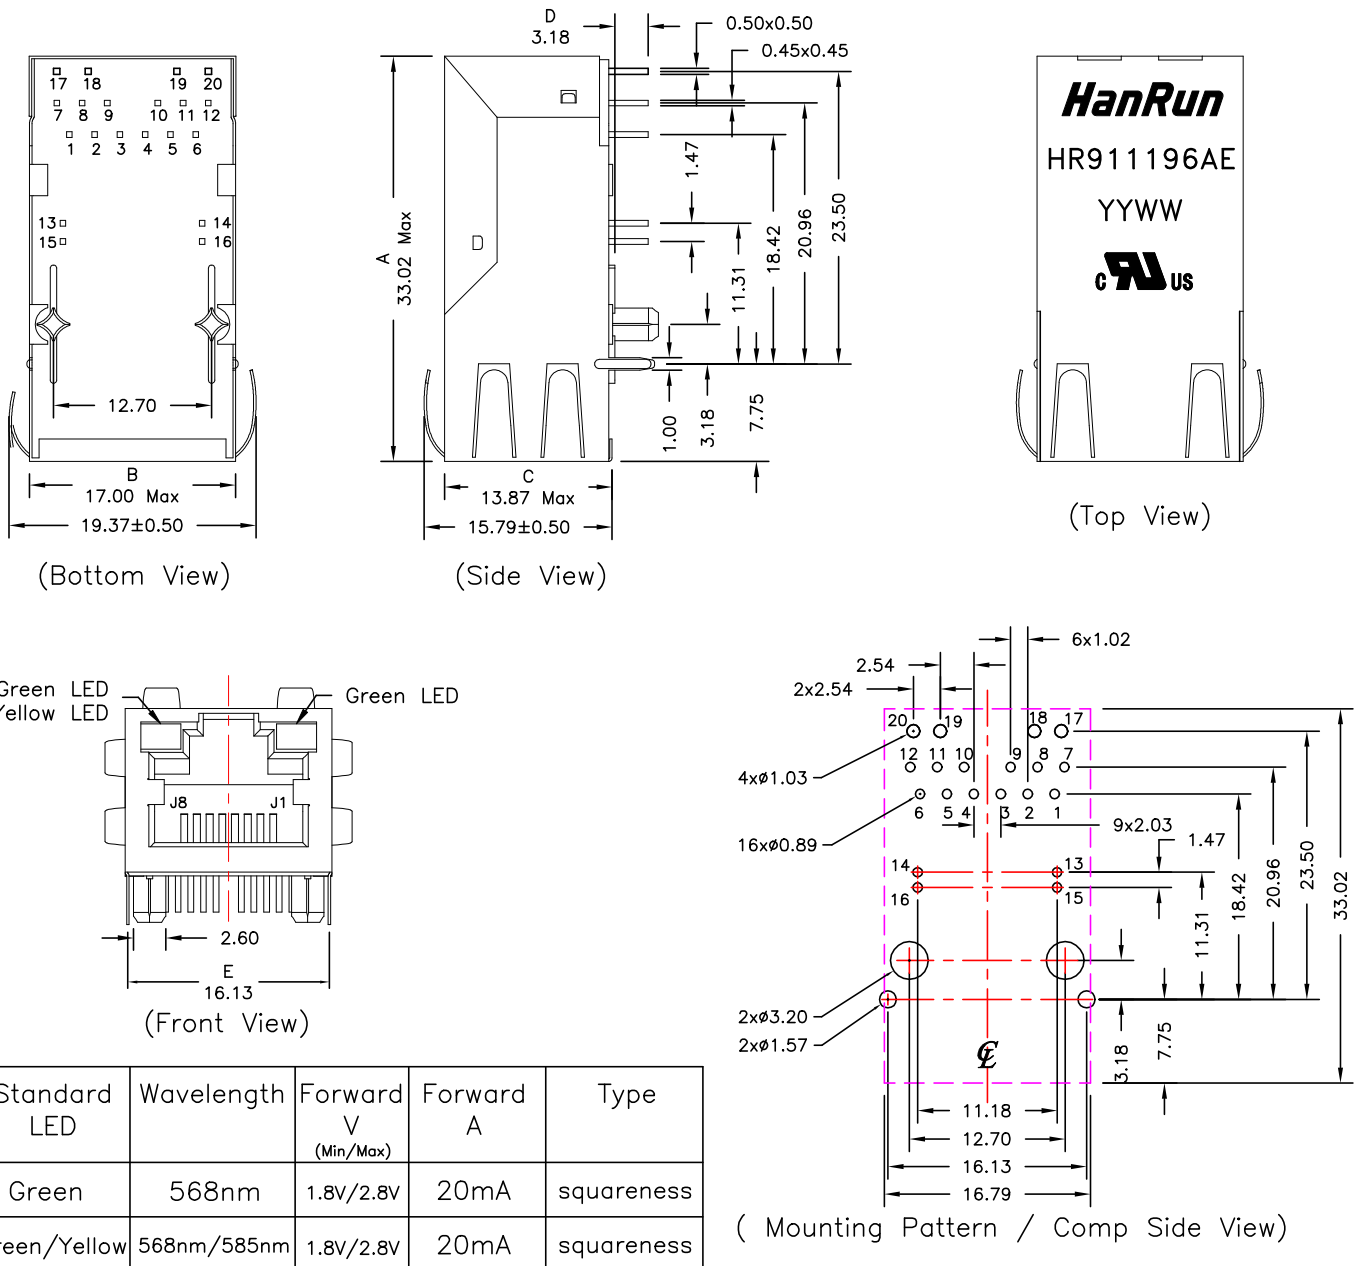 17 18 19 20
7 8 9 10 11 12
1 2 3 4 5 6
13 14
15 16
12.70
B
17.00 Max
19.37±0.50
(Bottom View)
D
3.18
0.50x0.50
0.45x0.45
A
33.02 Max
1.47
11.31
18.42
20.96
23.50
1.00
3.18
7.75
C
13.87 Max
15.79±0.50
(Side View)
HanRun
HR911196AE
YYWW
c RU US
(Top View)
Green LED
Yellow LED
Green LED
J8 J1
2.60
E
16.13
(Front View)
6x1.02
2.54
2x2.54
20 19 18 17
12 11 10 9 8 7
4xø1.03
6 5 4 3 2 1
16xø0.89
9x2.03
1.47
14 13
16 15
11.31
18.42
20.96
23.50
33.02
2xø3.20
2xø1.57
3.18
7.75
℄
11.18
12.70
16.13
16.79
( Mounting Pattern / Comp Side View)
Standard LED Wavelength Forward V (Min/Max) Forward A Type
Green 568nm 1.8V/2.8V 20mA squareness
reen/Yellow 568nm/585nm 1.8V/2.8V 20mA squareness